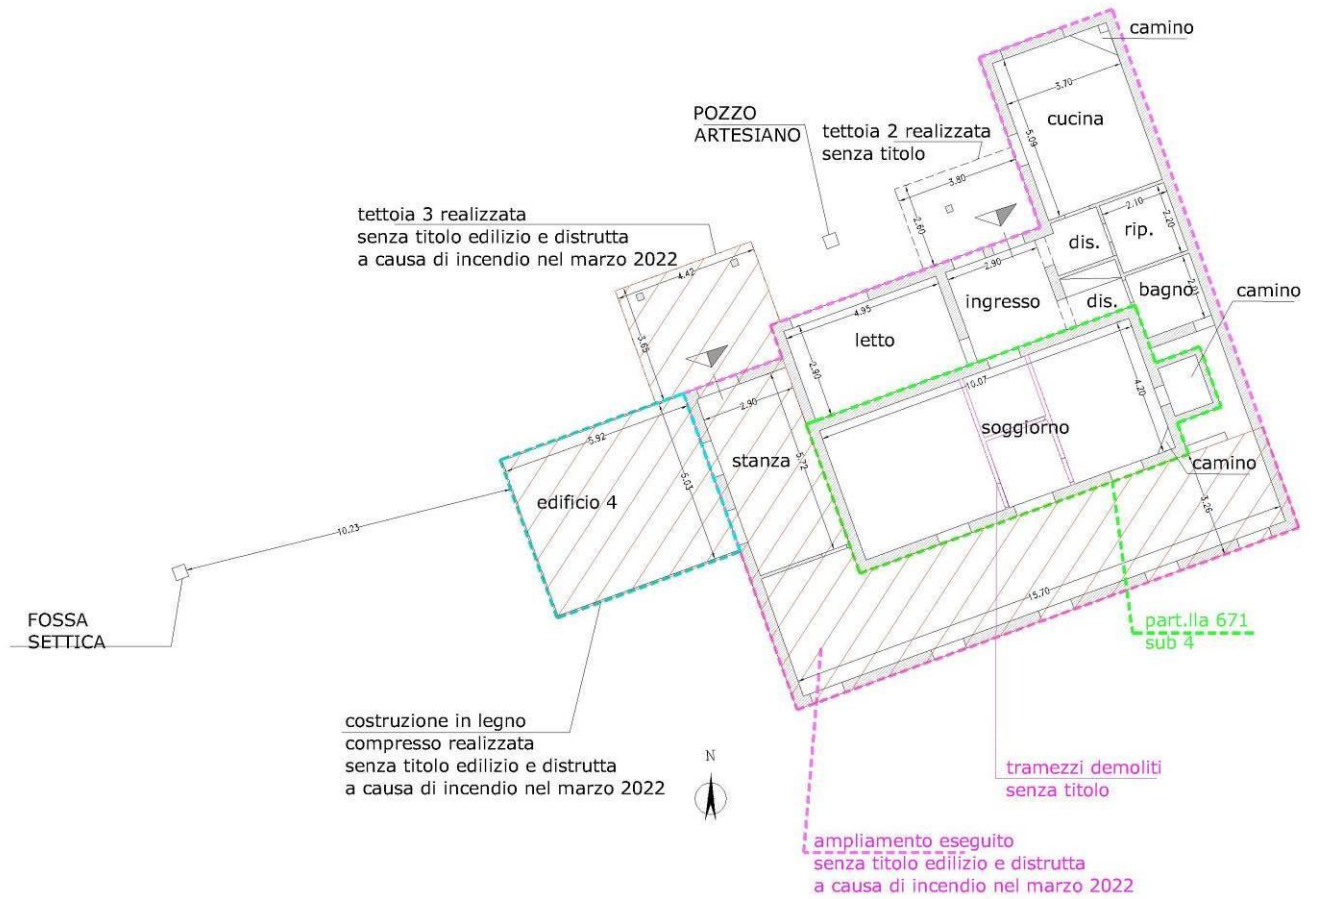 camino
3.70
cucina
5.09
POZZO
ARTESIANO
tettoia 2 realizzata
senza titolo
3.80
2.60
2.10
2.20
rip.
dis.
tettoia 3 realizzata
senza titolo edilizio e distrutta
a causa di incendio nel marzo 2022
4.42
3.65
2.90
ingresso
dis.
bagno
camino
4.95
letto
2.90
10.07
4.20
2.90
soggiorno
stanza
5.72
5.92
5.03
edificio 4
camino
3.26
10.23
15.70
FOSSA
SETTICA
part.lla 671
sub 4
costruzione in legno
compresso realizzata
senza titolo edilizio e distrutta
a causa di incendio nel marzo 2022
N
tramezzi demoliti
senza titolo
ampliamento eseguito
senza titolo edilizio e distrutta
a causa di incendio nel marzo 2022